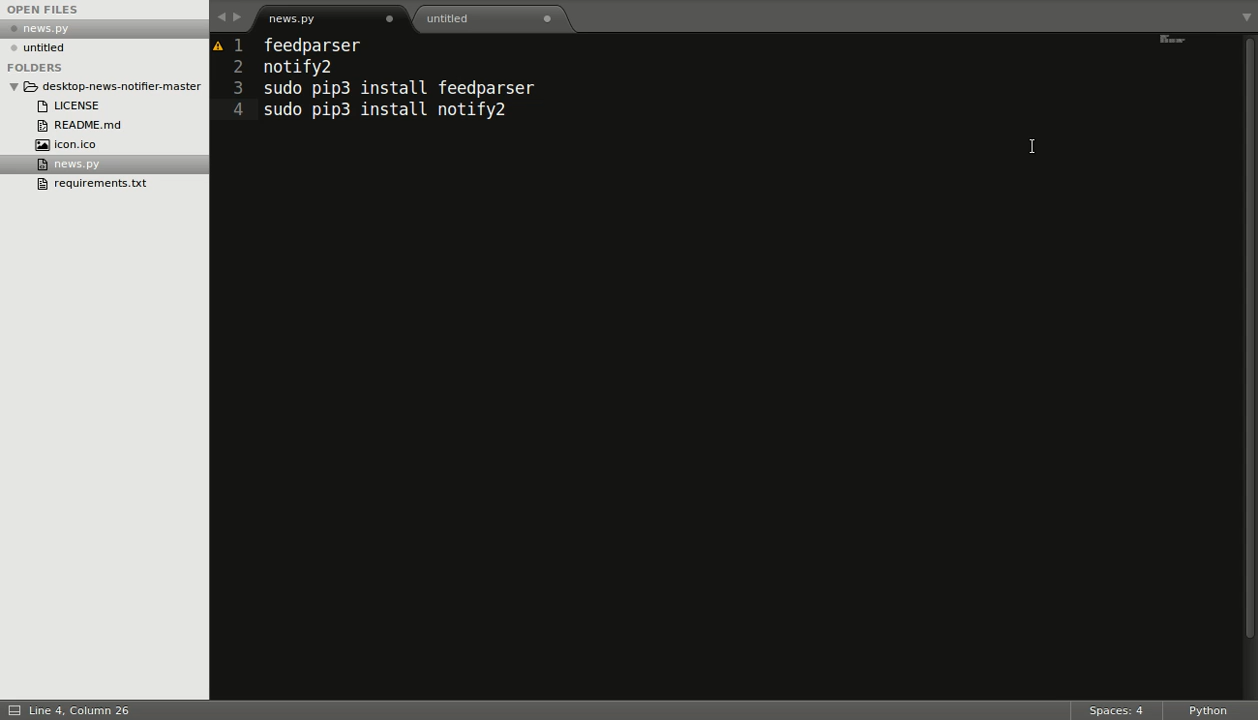 OPEN FILES
news.py
untitled
FOLDERS
desktop-news-notifier-master
LICENSE
README.md
icon.ico
news.py
requirements.txt
news.py
untitled
1 feedparser
2 notify2
3 sudo pip3 install feedparser
4 sudo pip3 install notify2
Line 4, Column 26
Spaces: 4
Python